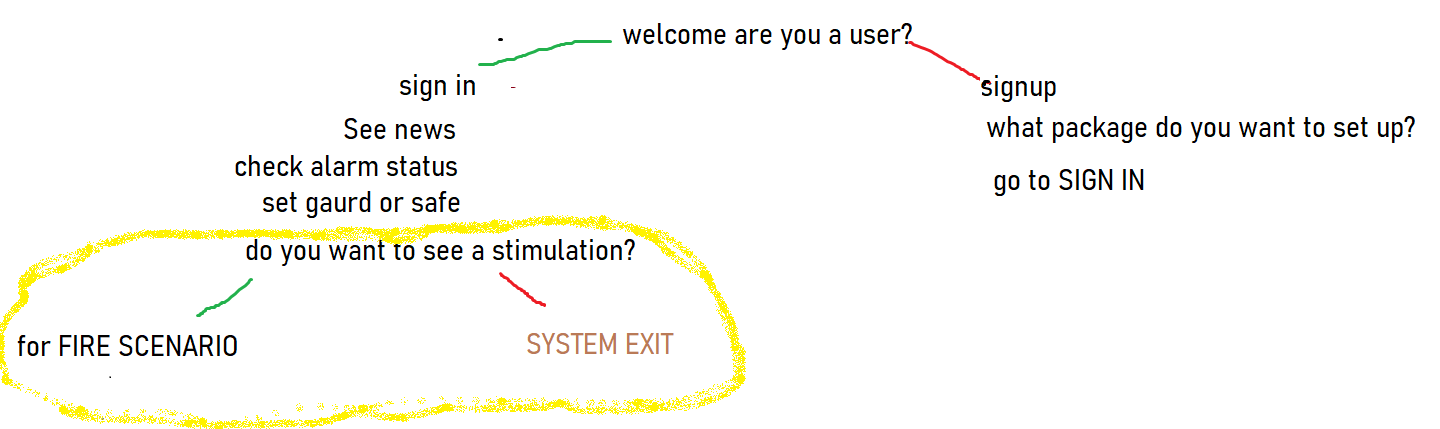 welcome are you a user?
sign in
signup
See news
what package do you want to set up?
check alarm status
go to SIGN IN
set gaurd or safe
do you want to see a stimulation?
for FIRE SCENARIO
SYSTEM EXIT